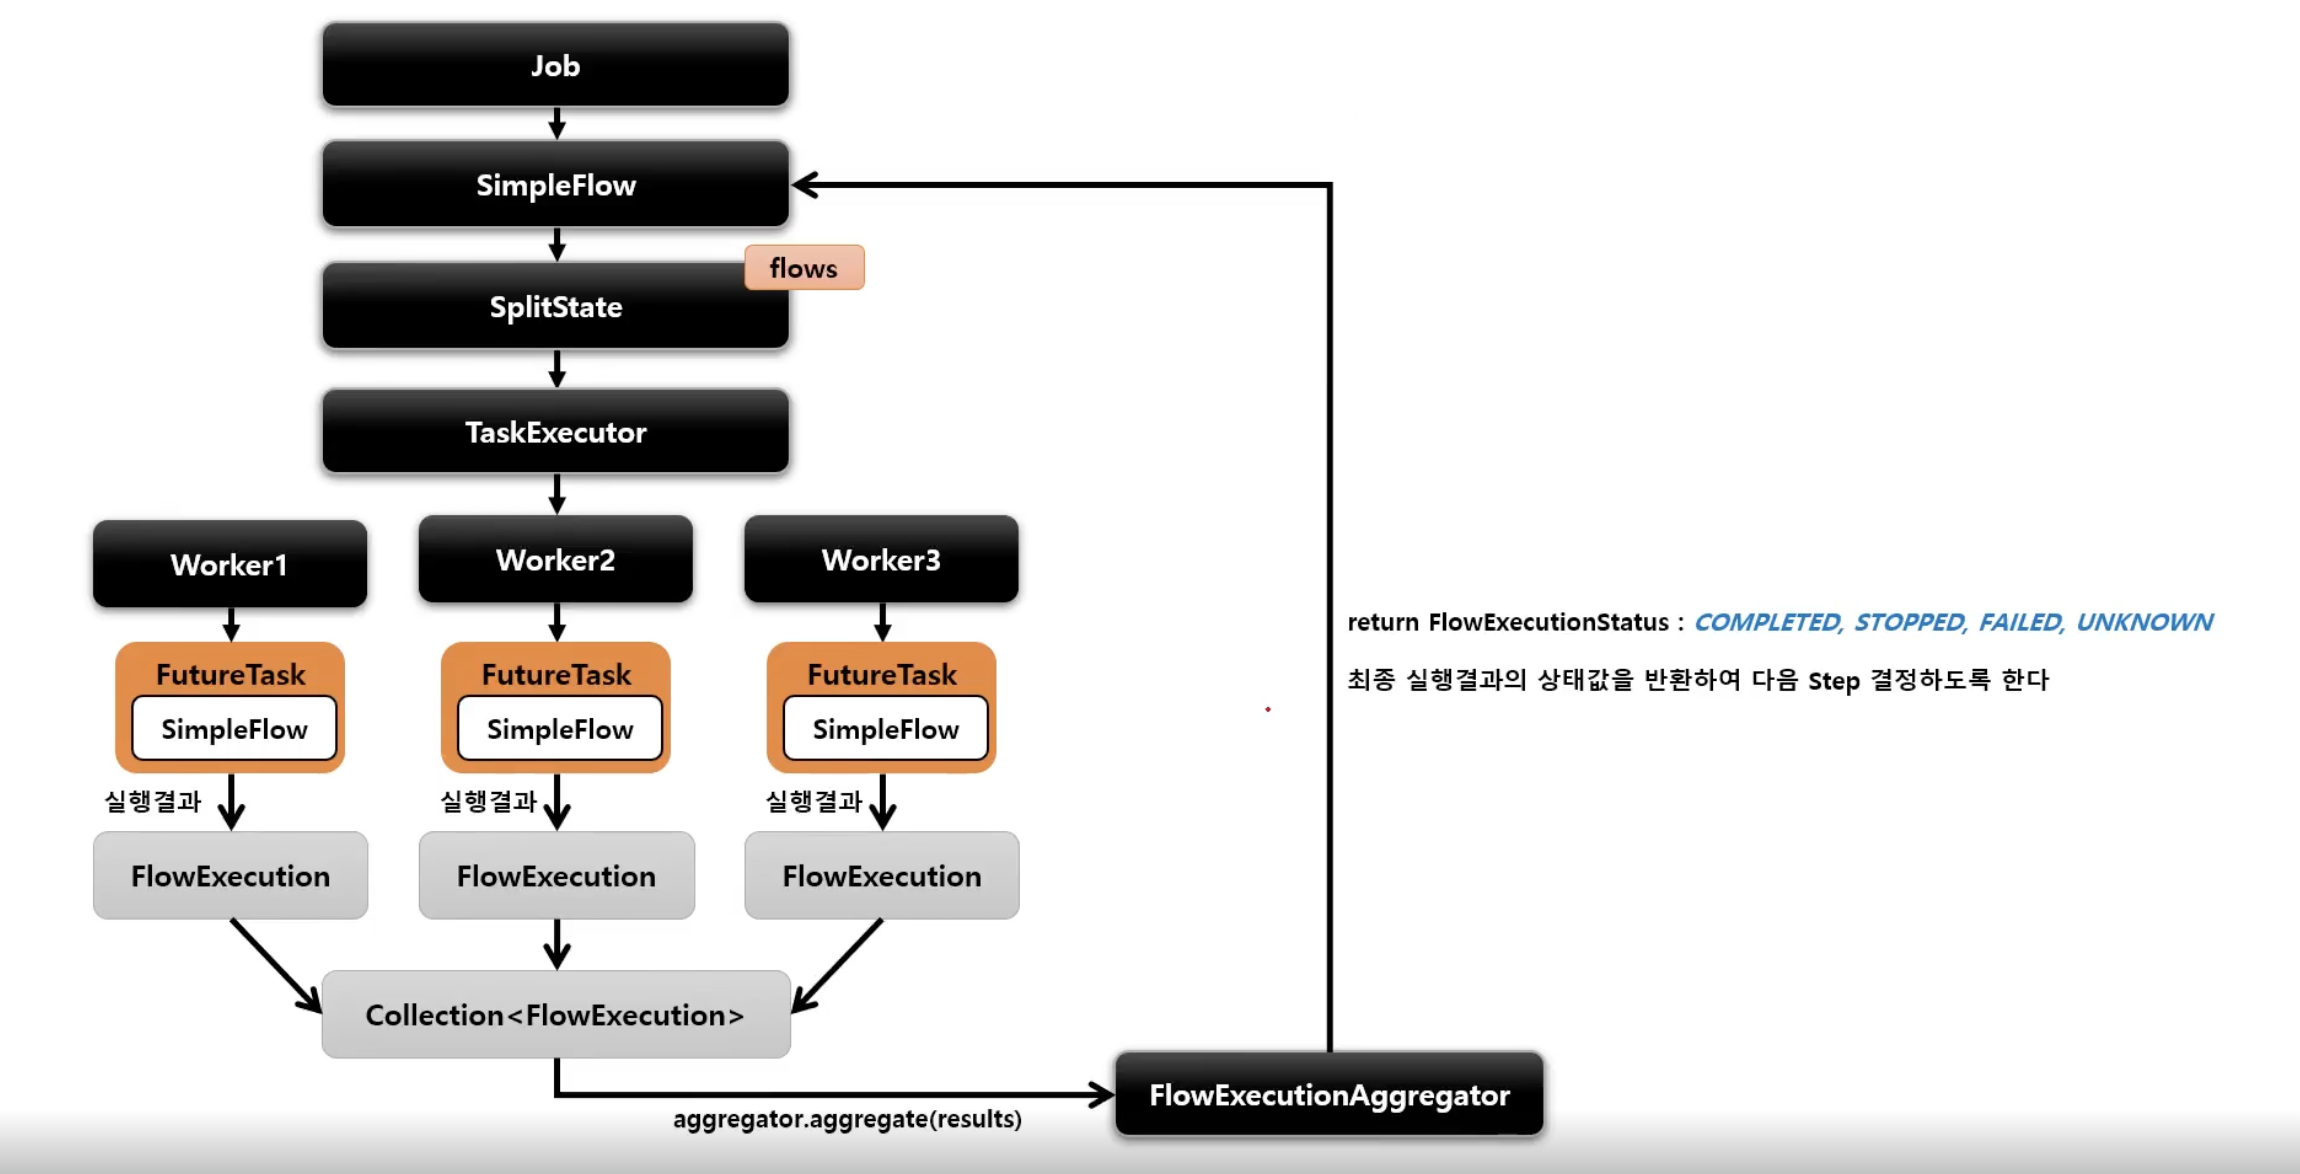 Job
SimpleFlow
flows
SplitState
TaskExecutor
Worker1
Worker2
Worker3
FutureTask
SimpleFlow
FutureTask
SimpleFlow
FutureTask
SimpleFlow
실행결과
실행결과
실행결과
FlowExecution
FlowExecution
FlowExecution
Collection<FlowExecution>
aggregator.aggregate(results)
FlowExecutionAggregator
return FlowExecutionStatus : COMPLETED, STOPPED, FAILED, UNKNOWN
최종 실행결과의 상태값을 반환하여 다음 Step 결정하도록 한다